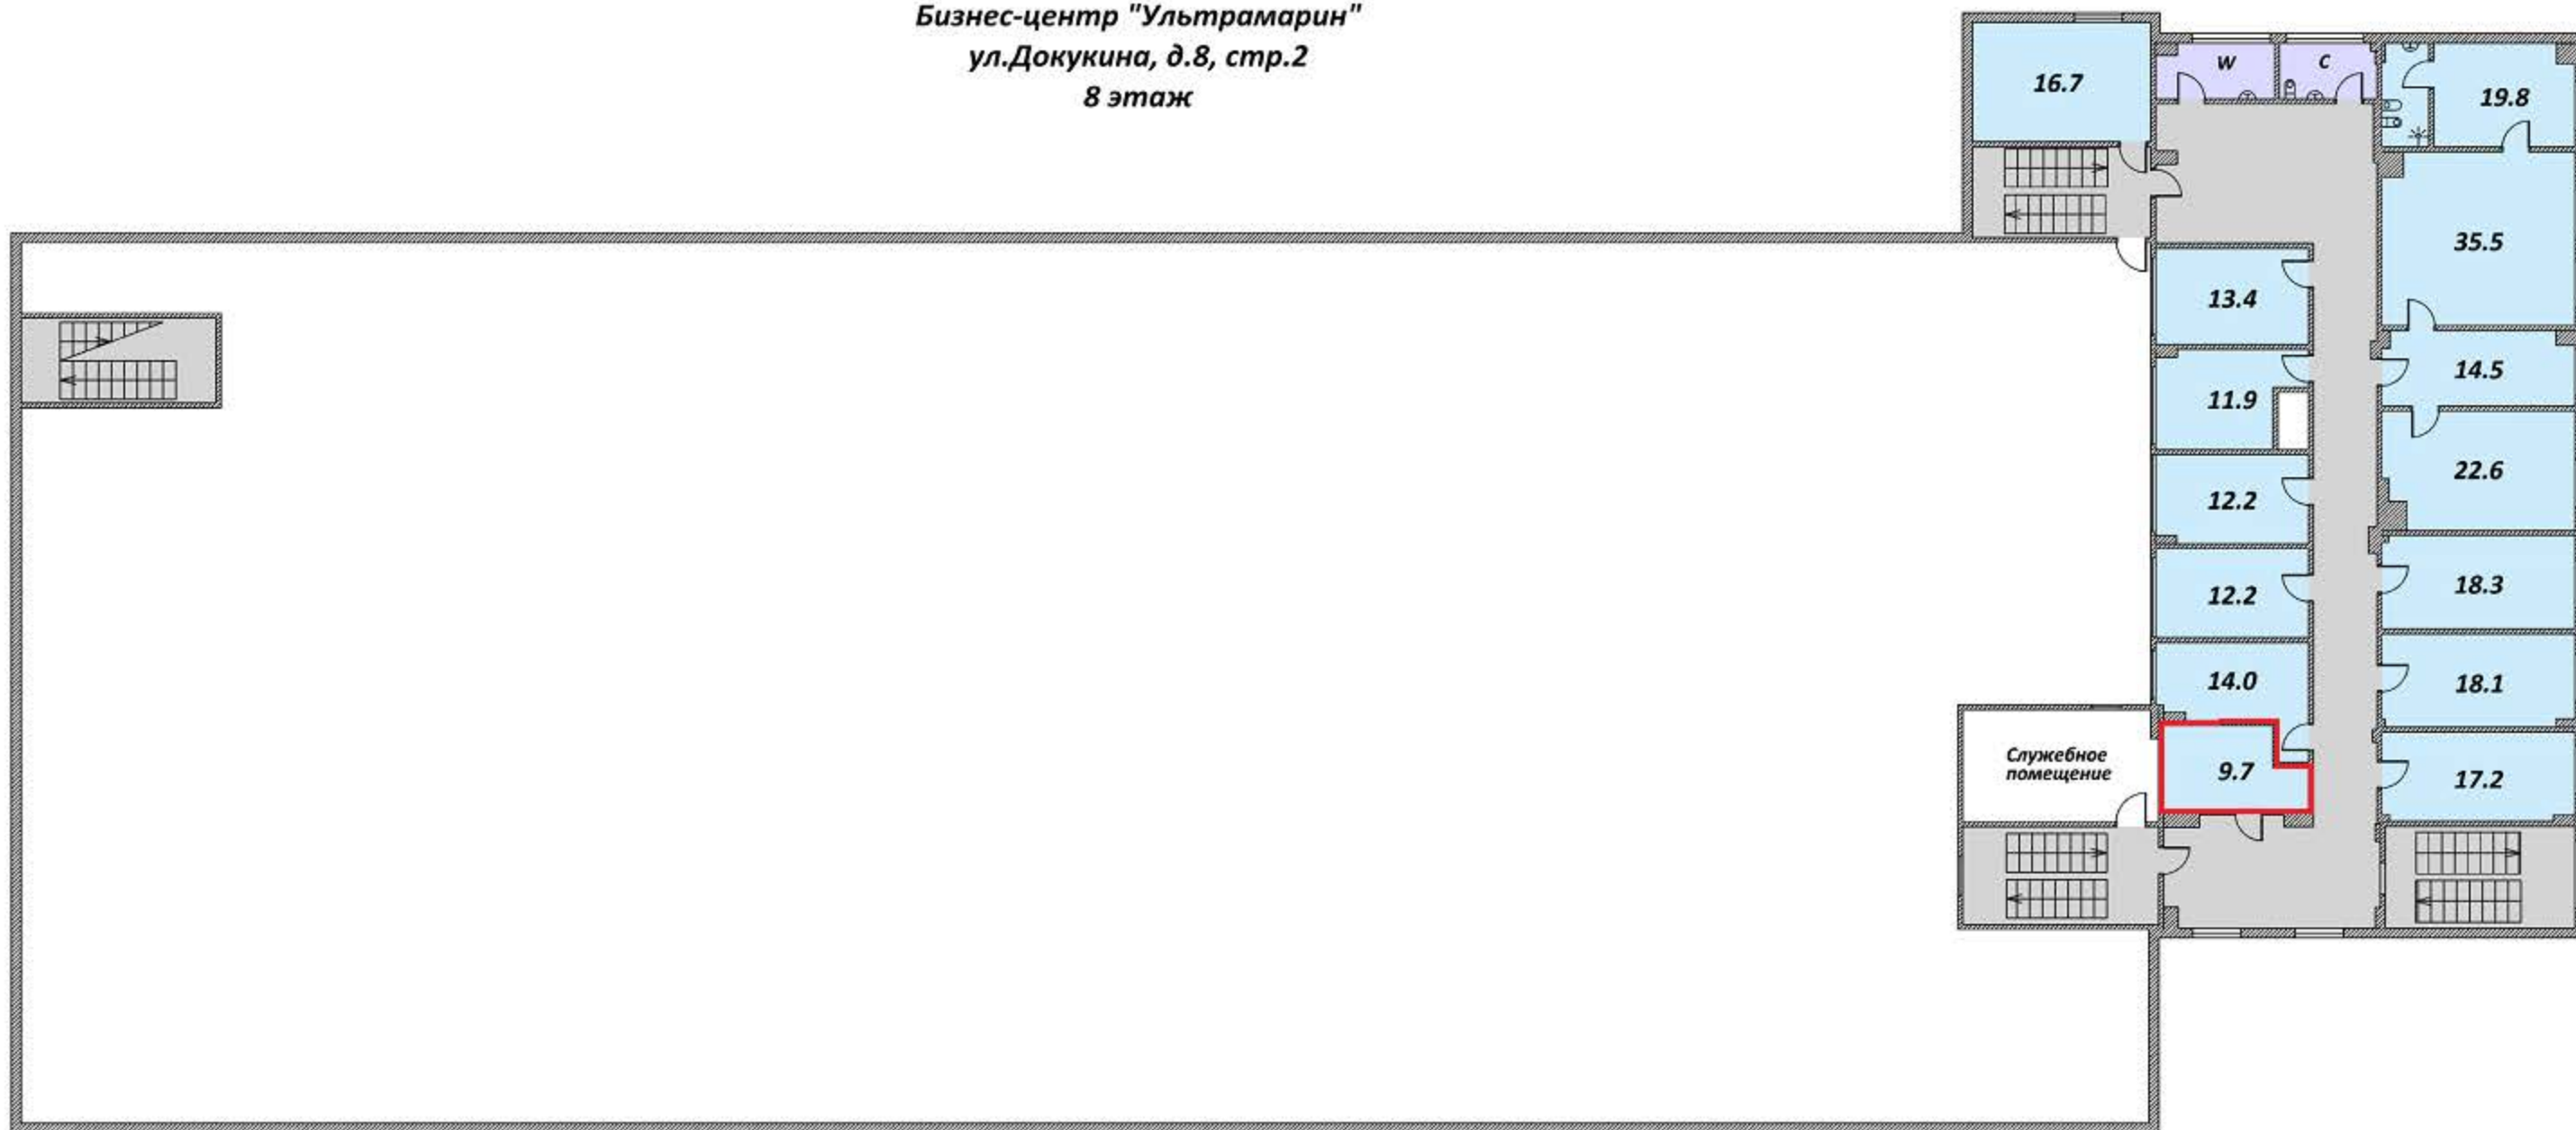 Бизнес-центр "Ультрамарин"
ул.Докукина, д.8, стр.2
8 этаж
16.7
W
C
19.8
35.5
13.4
14.5
11.9
22.6
12.2
18.3
12.2
18.1
14.0
Служебное
помещение
9.7
17.2